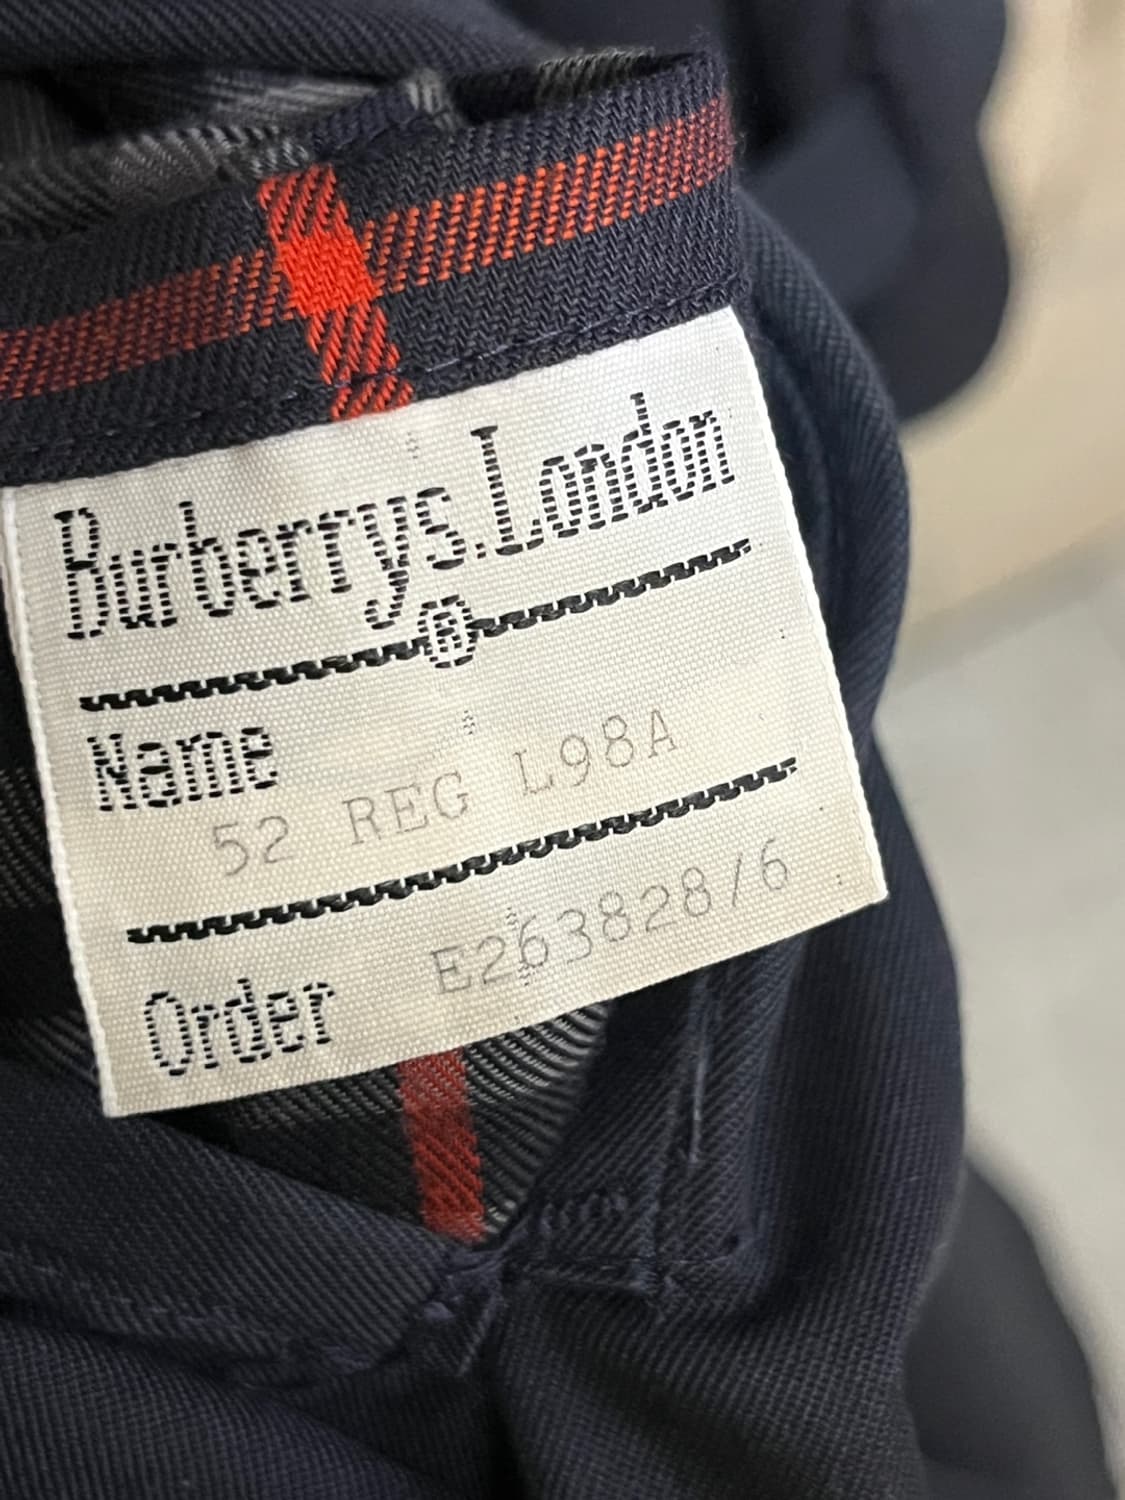 Burberrys.London
®
Name
52 REG L98A
Order E263828/6